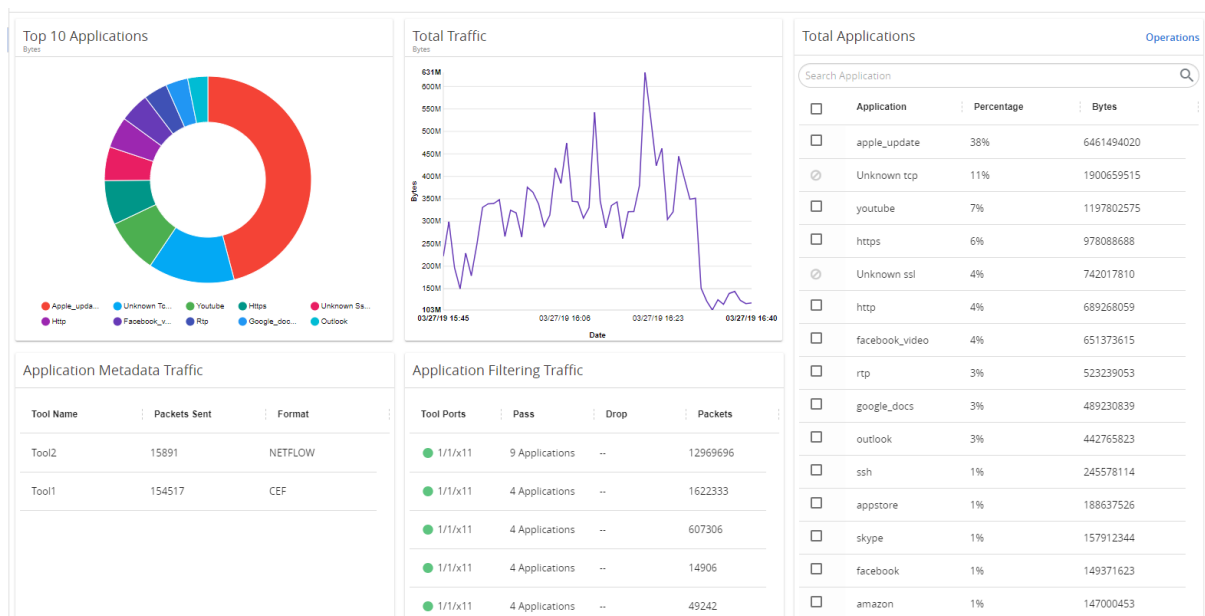 Top 10 Applications
Bytes
Apple_upda... Unknown Tc... Youtube Https Unknown Ss...
Http Facebook_v... Rtp Google_doc... Outlook
Total Traffic
Bytes
631M
600M
550M
500M
450M
400M
350M
300M
250M
200M
150M
103M
Bytes
03/27/19 15:45 03/27/19 16:06 03/27/19 16:23 03/27/19 16:40
Date
Total Applications Operations
Search Application
Application Percentage Bytes
apple_update 38% 6461494020
Unknown tcp 11% 1900659515
youtube 7% 1197802575
https 6% 978088688
Unknown ssl 4% 742017810
http 4% 689268059
facebook_video 4% 651373615
rtp 3% 523239053
google_docs 3% 489230839
outlook 3% 442765823
ssh 1% 245578114
appstore 1% 188637526
skype 1% 157912344
facebook 1% 149371623
amazon 1% 147000453
Application Metadata Traffic
Tool Name Packets Sent Format
Tool2 15891 NETFLOW
Tool1 154517 CEF
Application Filtering Traffic
Tool Ports Pass Drop Packets
1/1/x11 9 Applications -- 12969696
1/1/x11 4 Applications -- 1622333
1/1/x11 4 Applications -- 607306
1/1/x11 4 Applications -- 14906
1/1/x11 4 Applications -- 49242